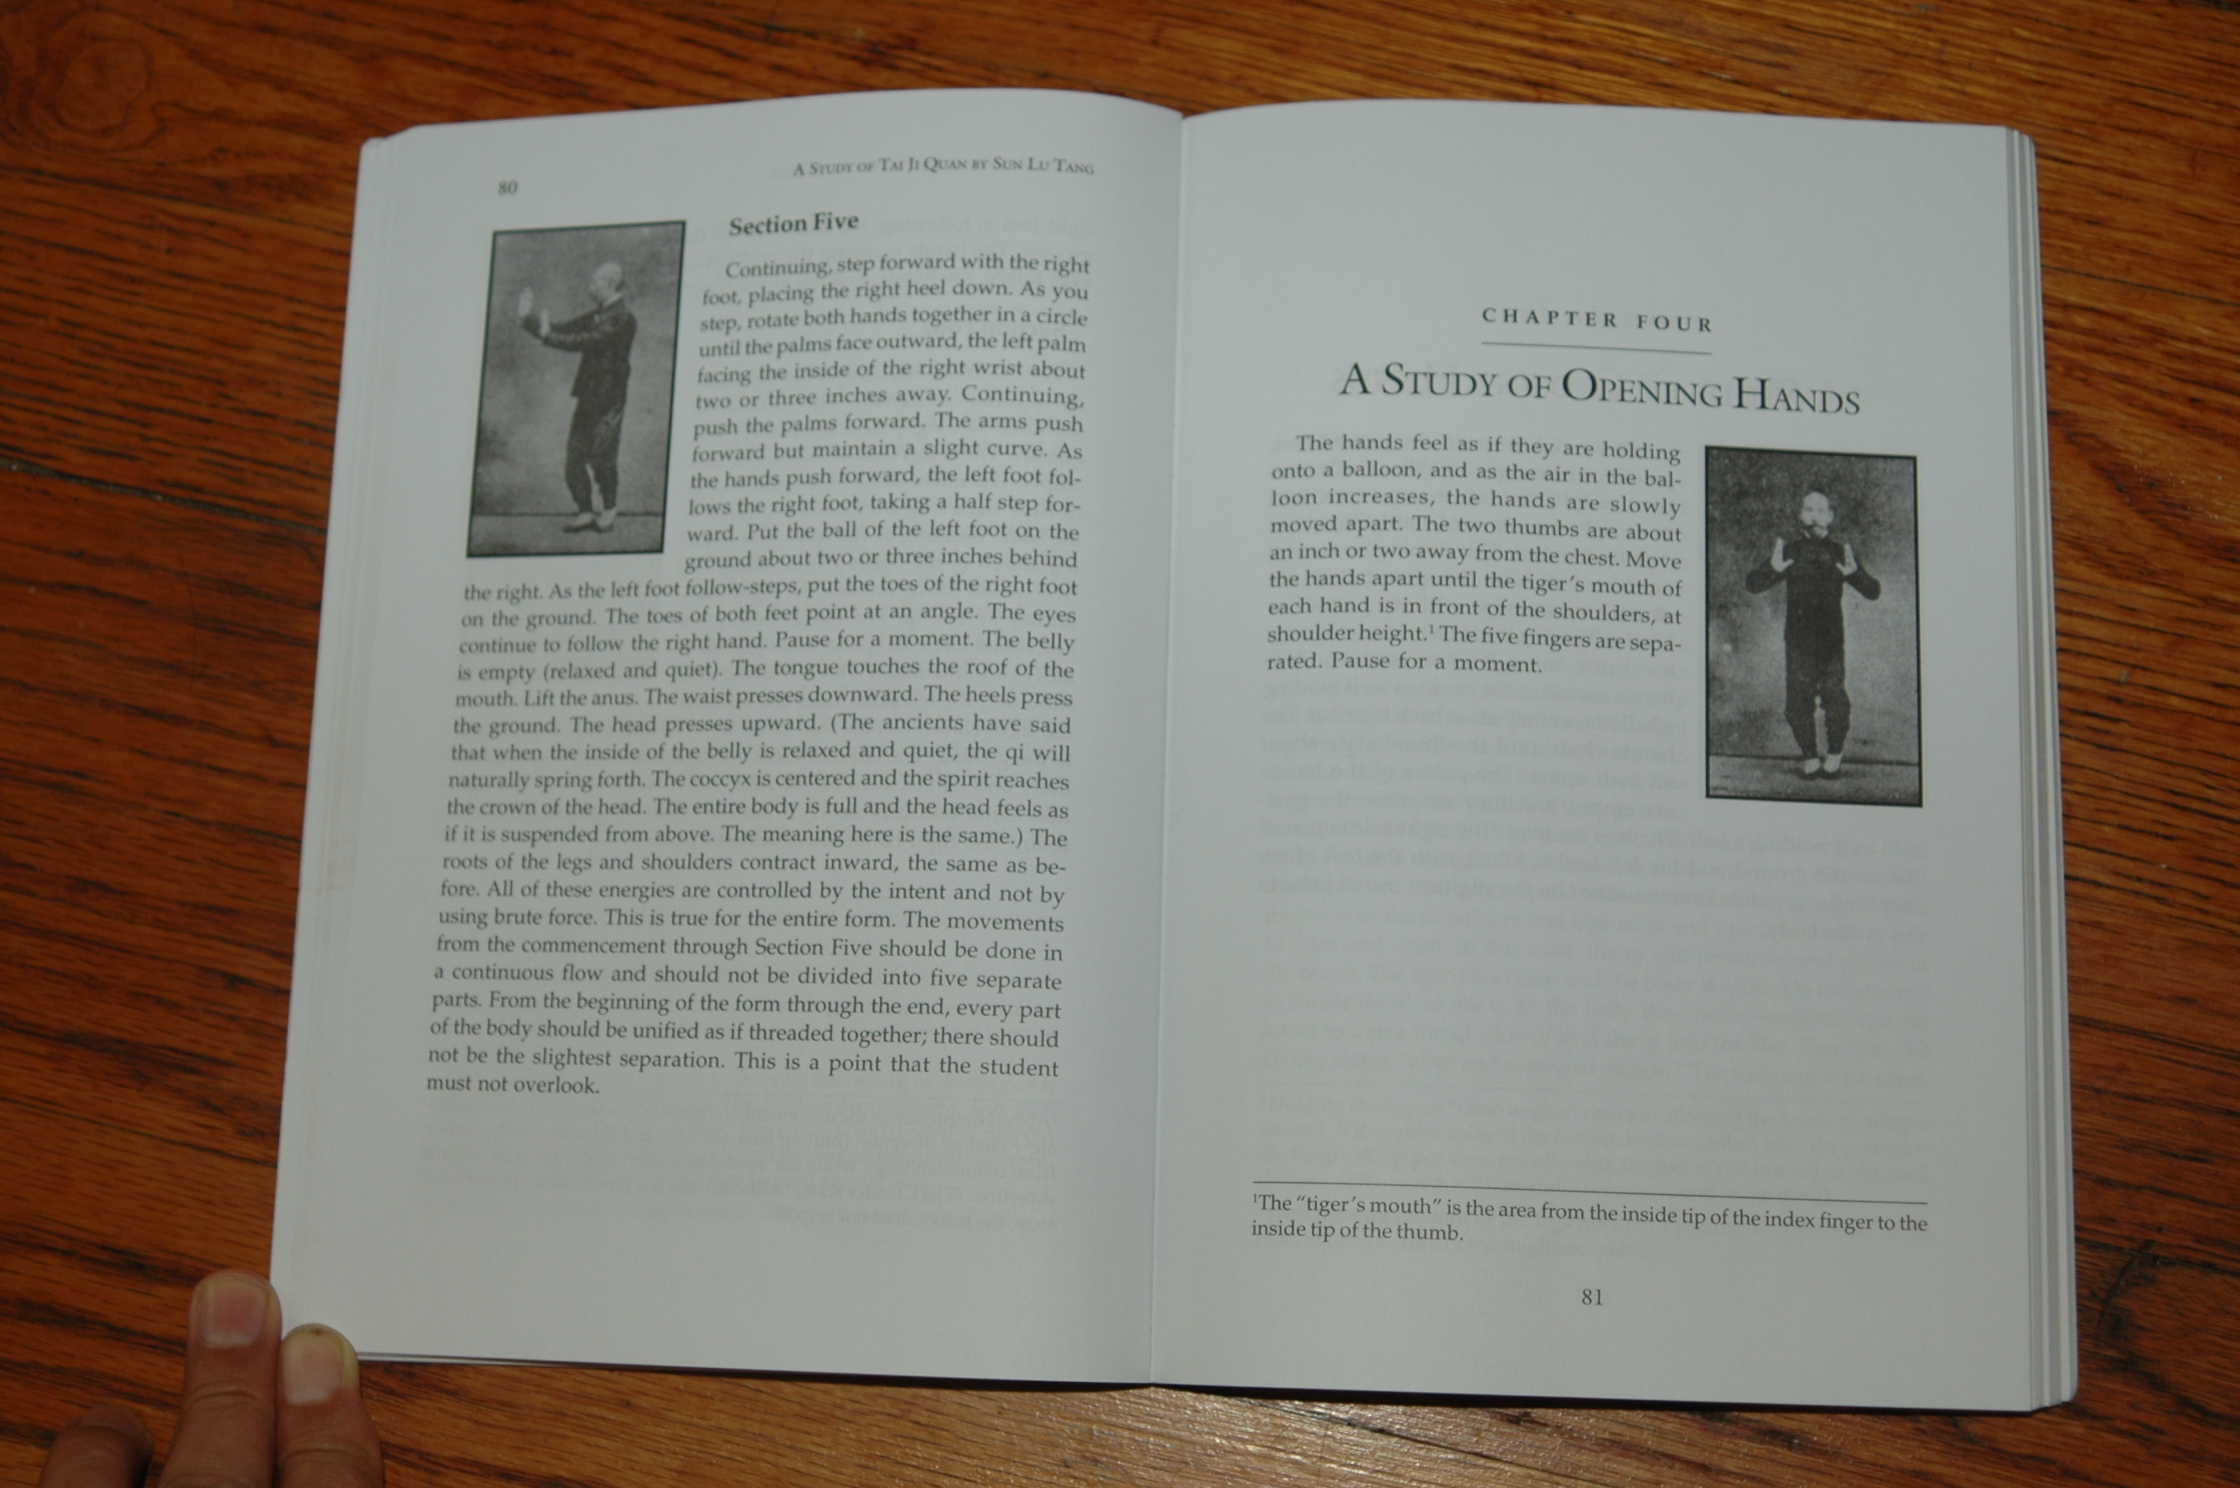 80
A STUDY OF TAI JI QUAN BY SUN LU TANG
Section Five
Continuing, step forward with the right
foot, placing the right heel down. As you
step, rotate both hands together in a circle
until the palms face outward, the left palm
facing the inside of the right wrist about
two or three inches away. Continuing,
push the palms forward. The arms push
forward but maintain a slight curve. As
the hands push forward, the left foot fol-
lows the right foot, taking a half step for-
ward. Put the ball of the left foot on the
ground about two or three inches behind
the right. As the left foot follow-steps, put the toes of the right foot
on the ground. The toes of both feet point at an angle. The eyes
continue to follow the right hand. Pause for a moment. The belly
is empty (relaxed and quiet). The tongue touches the roof of the
mouth. Lift the anus. The waist presses downward. The heels press
the ground. The head presses upward. (The ancients have said
that when the inside of the belly is relaxed and quiet, the qi will
naturally spring forth. The coccyx is centered and the spirit reaches
the crown of the head. The entire body is full and the head feels as
if it is suspended from above. The meaning here is the same.) The
roots of the legs and shoulders contract inward, the same as be-
fore. All of these energies are controlled by the intent and not by
using brute force. This is true for the entire form. The movements
from the commencement through Section Five should be done in
a continuous flow and should not be divided into five separate
parts. From the beginning of the form through the end, every part
of the body should be unified as if threaded together; there should
not be the slightest separation. This is a point that the student
must not overlook.
CHAPTER FOUR
A STUDY OF OPENING HANDS
The hands feel as if they are holding
onto a balloon, and as the air in the bal-
loon increases, the hands are slowly
moved apart. The two thumbs are about
an inch or two away from the chest. Move
the hands apart until the tiger's mouth of
each hand is in front of the shoulders, at
shoulder height.¹ The five fingers are sepa-
rated. Pause for a moment.
¹The "tiger's mouth" is the area from the inside tip of the index finger to the
inside tip of the thumb.
81